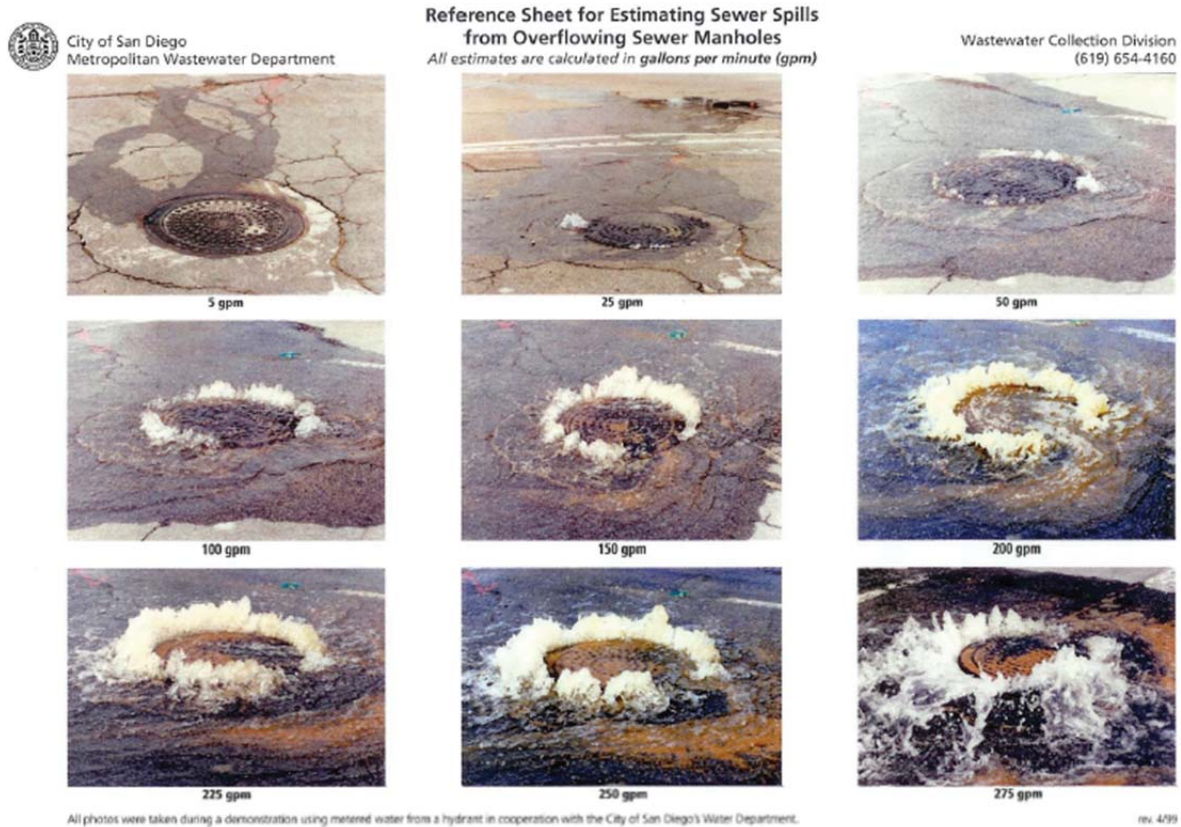 Reference Sheet for Estimating Sewer Spills
from Overflowing Sewer Manholes
All estimates are calculated in gallons per minute (gpm)
City of San Diego
Metropolitan Wastewater Department
Wastewater Collection Division
(619) 654-4160
5 gpm
25 gpm
50 gpm
100 gpm
150 gpm
200 gpm
225 gpm
250 gpm
275 gpm
All photos were taken during a demonstration using metered water from a hydrant in cooperation with the City of San Diego's Water Department.
rev. 4/99